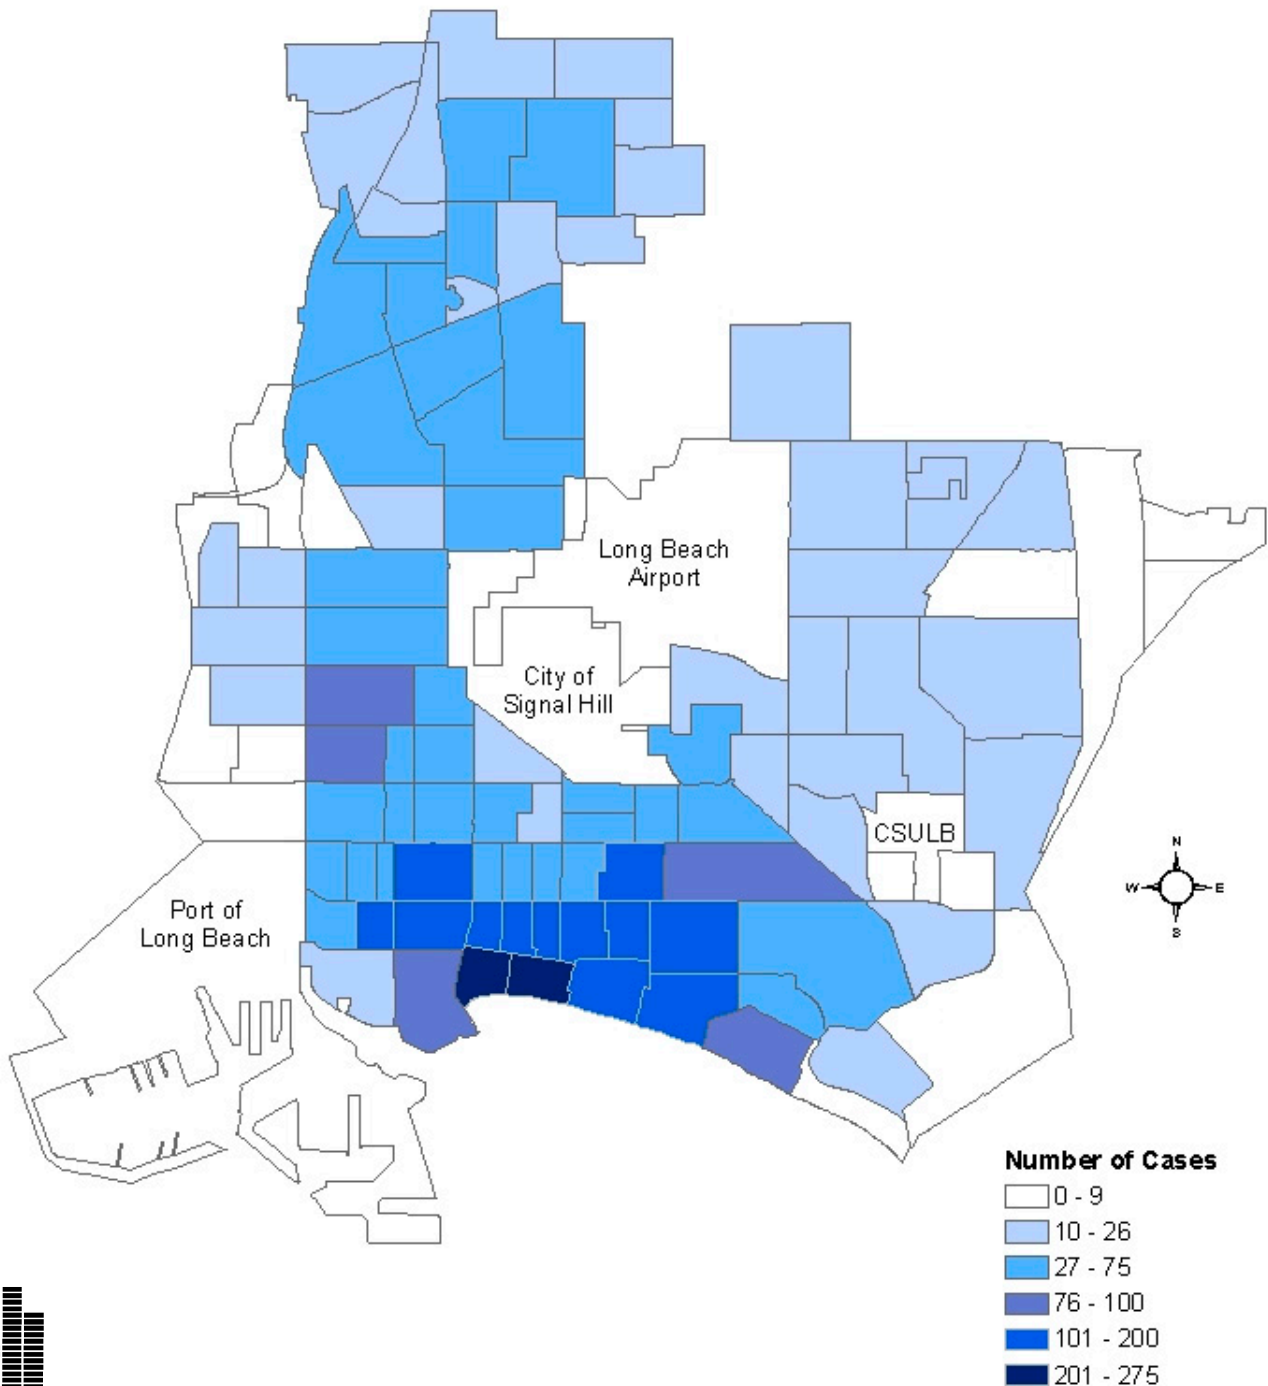 Long Beach
Airport
City of
Signal Hill
CSULB
Port of
Long Beach
N
W
E
S
Number of Cases
0 - 9
10 - 26
27 - 75
76 - 100
101 - 200
201 - 275